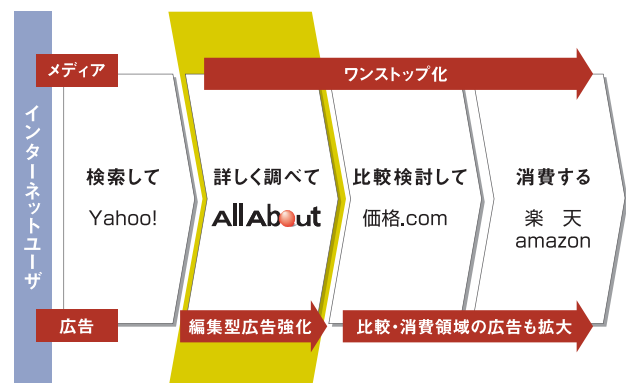 インターネットユーザ
メディア
ワンストップ化
検索して
Yahoo!
詳しく調べて
All About
比較検討して
価格.com
消費する
楽 天
amazon
広告
編集型広告強化
比較・消費領域の広告も拡大